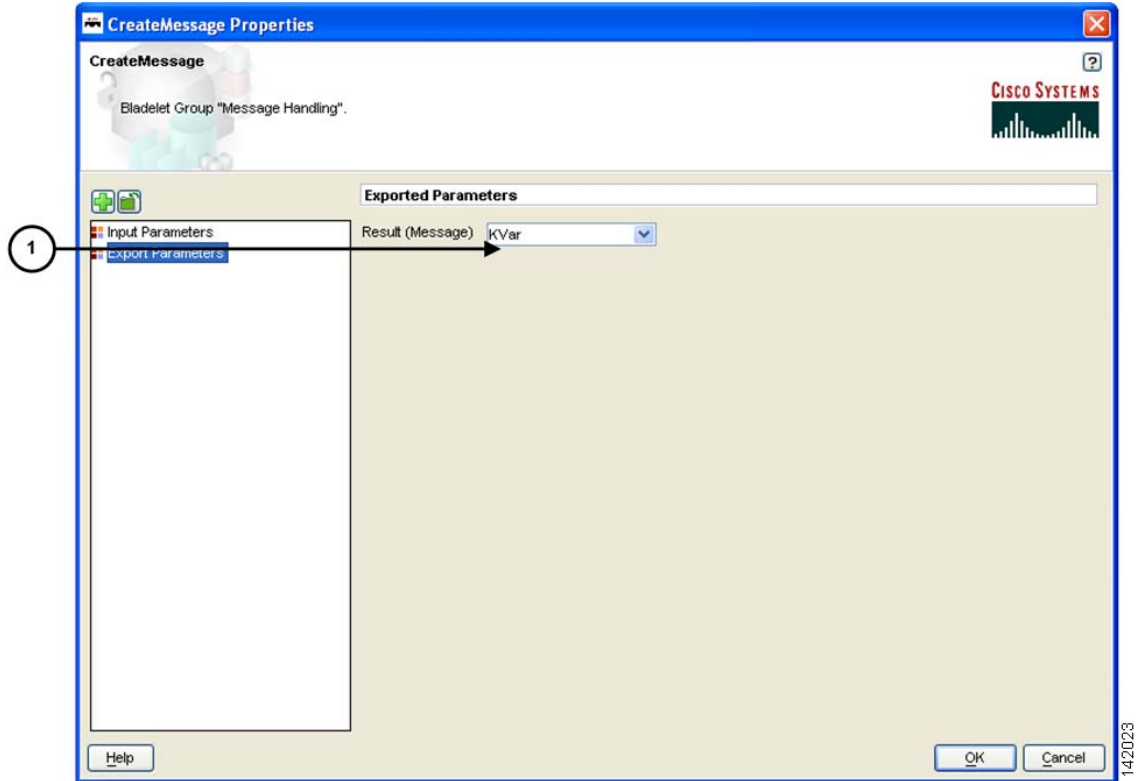 CreateMessage Properties
CreateMessage
?
Bladelet Group "Message Handling".
CISCO SYSTEMS
Exported Parameters
Input Parameters
Result (Message) KVar
1
Export Parameters
Help
OK
Cancel
142023